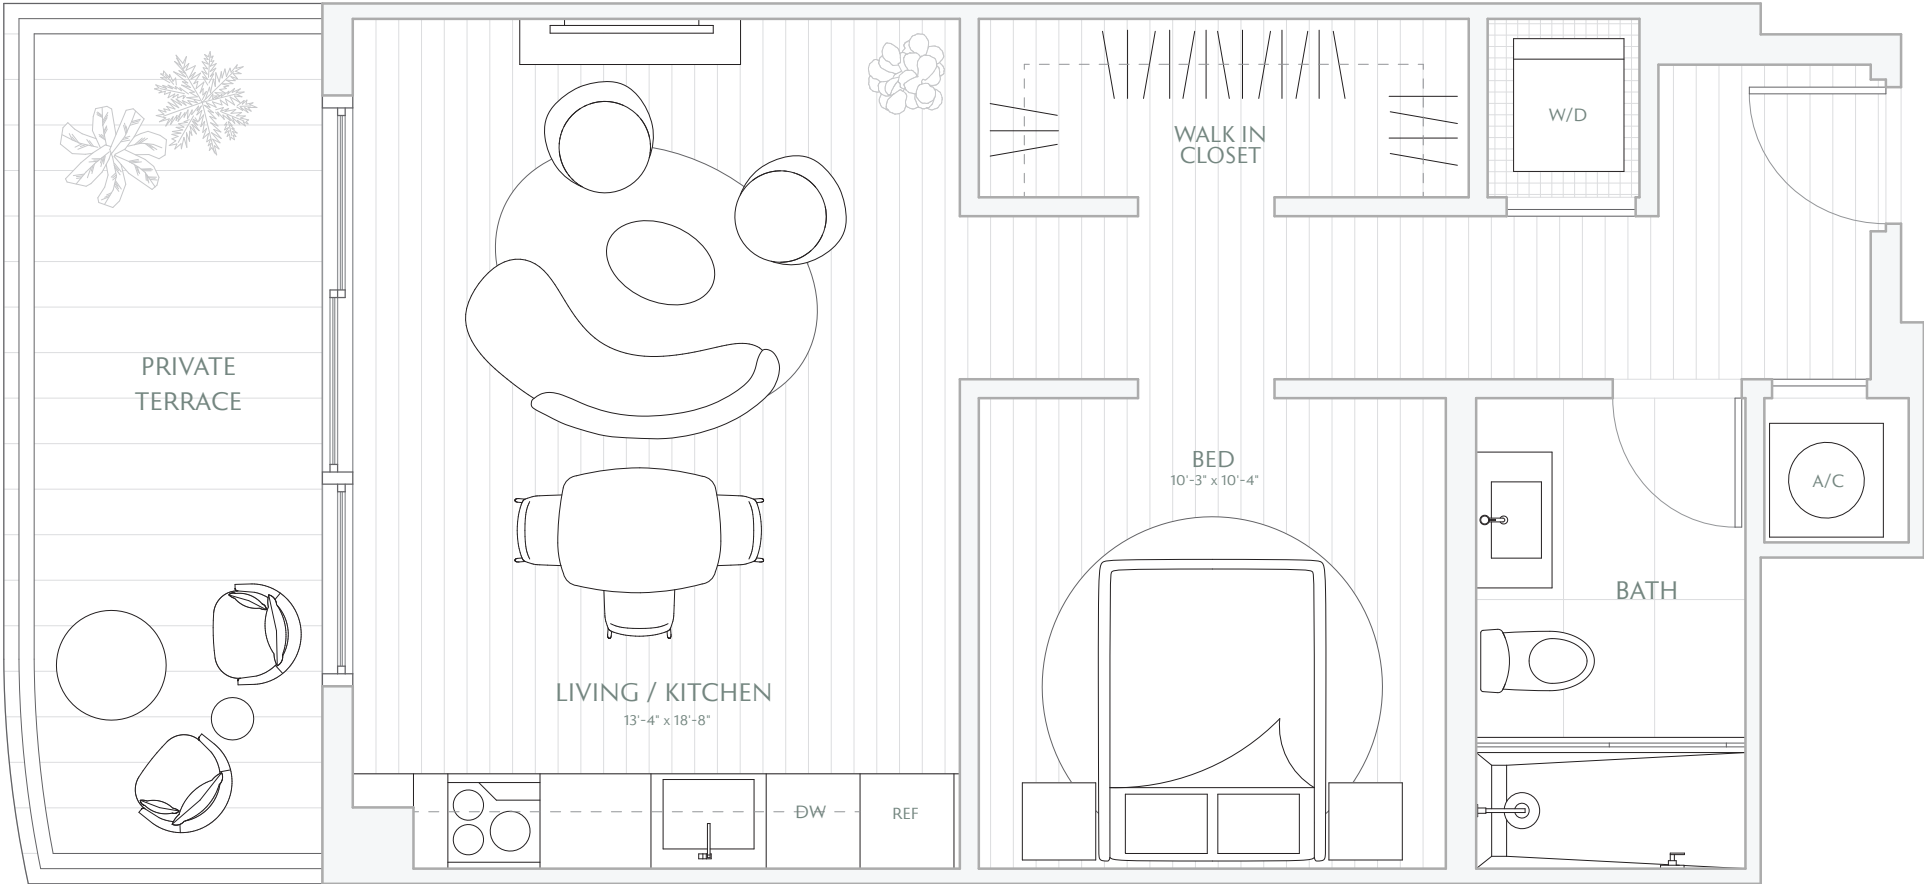 WALK IN
CLOSET
W/D
PRIVATE
TERRACE
BED
10'-3" x 10'-4"
A/C
BATH
LIVING / KITCHEN
13'-4" x 18'-8"
DW
REF